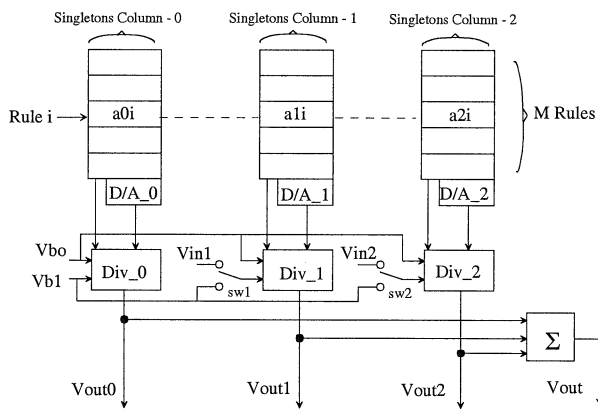 Singletons Column - 0 Singletons Column - 1 Singletons Column - 2
Rule i a0i a1i a2i M Rules
D/A_0 D/A_1 D/A_2
Vbo Vin1 Vin2
Vb1 Div_0 Div_1 Div_2
sw1 sw2
Σ
Vout0 Vout1 Vout2 Vout